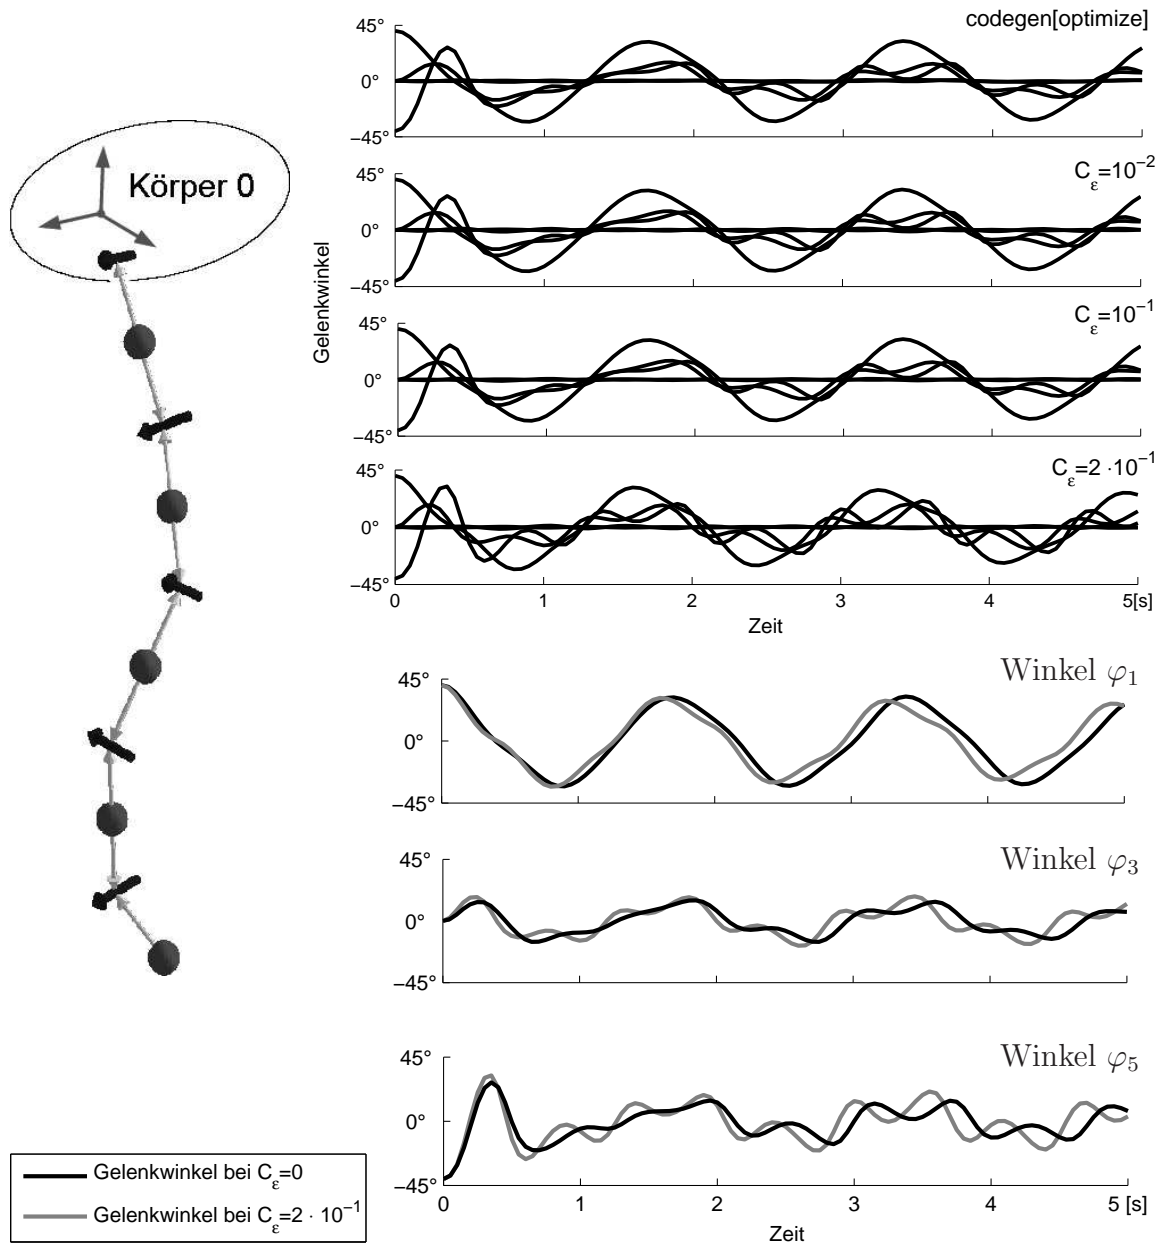 45°
codegen[optimize]
0°
−45°
Körper 0
45°
C_ε=10⁻²
0°
−45°
Gelenkwinkel
45°
C_ε=10⁻¹
0°
−45°
45°
C_ε=2 · 10⁻¹
0°
−45°
0 1 2 3 4 5[s]
Zeit
Winkel φ₁
45°
0°
−45°
Winkel φ₃
45°
0°
−45°
Winkel φ₅
45°
0°
−45°
0 1 2 3 4 5 [s]
Zeit
Gelenkwinkel bei C_ε=0
Gelenkwinkel bei C_ε=2 · 10⁻¹